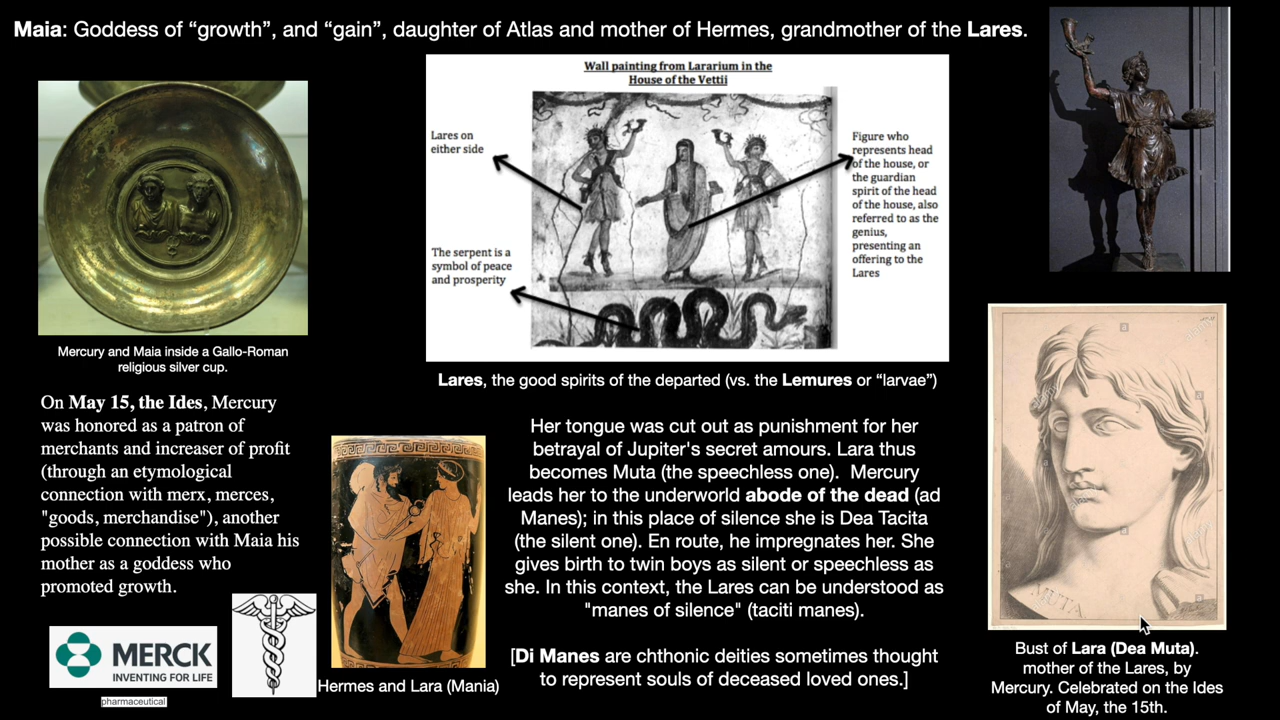 Maia: Goddess of “growth”, and “gain”, daughter of Atlas and mother of Hermes, grandmother of the Lares.
Wall painting from Lararium in the
House of the Vettii
Lares on
either side
The serpent is a
symbol of peace
and prosperity
Figure who
represents head
of the house, or
the guardian
spirit of the head
of the house, also
referred to as the
genius,
presenting an
offering to the
Lares
Mercury and Maia inside a Gallo-Roman
religious silver cup.
Lares, the good spirits of the departed (vs. the Lemures or “larvae”)
On May 15, the Ides, Mercury
was honored as a patron of
merchants and increaser of profit
(through an etymological
connection with merx, merces,
"goods, merchandise"), another
possible connection with Maia his
mother as a goddess who
promoted growth.
MERCK
INVENTING FOR LIFE
pharmaceutical
Hermes and Lara (Mania)
Her tongue was cut out as punishment for her
betrayal of Jupiter's secret amours. Lara thus
becomes Muta (the speechless one). Mercury
leads her to the underworld abode of the dead (ad
Manes); in this place of silence she is Dea Tacita
(the silent one). En route, he impregnates her. She
gives birth to twin boys as silent or speechless as
she. In this context, the Lares can be understood as
"manes of silence" (taciti manes).
[Di Manes are chthonic deities sometimes thought
to represent souls of deceased loved ones.]
a
a
a
a
a
a
MUTA
Bust of Lara (Dea Muta).
mother of the Lares, by
Mercury. Celebrated on the Ides
of May, the 15th.